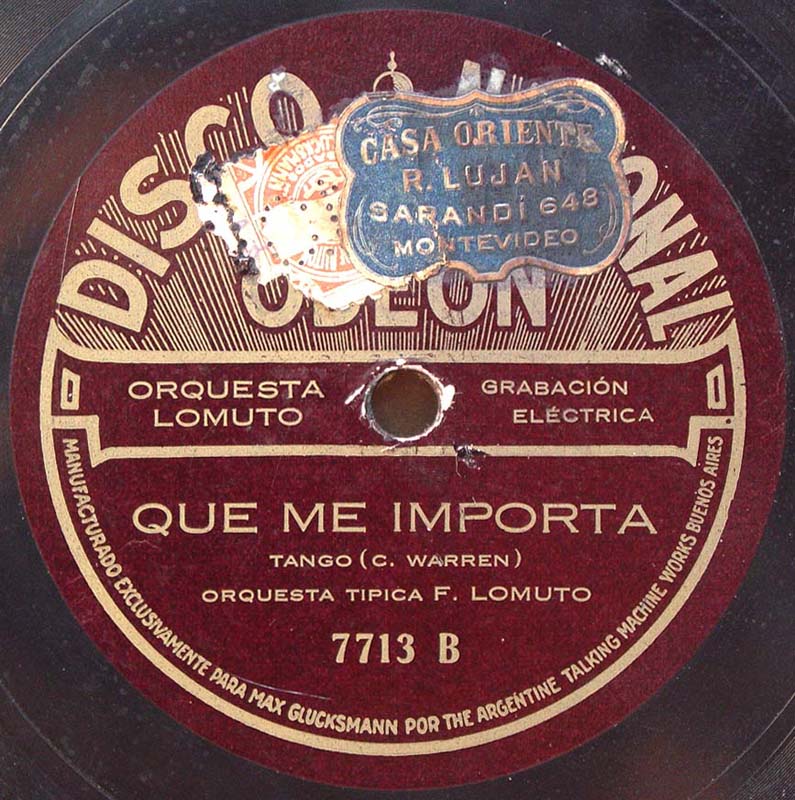 DISCO
ONAL
ODEON
CASA ORIENTE
R. LUJAN
SARANDÍ 648
MONTEVIDEO
ORQUESTA
LOMUTO
GRABACIÓN
ELÉCTRICA
QUE ME IMPORTA
TANGO (C. WARREN)
ORQUESTA TIPICA F. LOMUTO
7713 B
MANUFACTURADO EXCLUSIVAMENTE PARA MAX GLUCKSMANN POR THE ARGENTINE TALKING MACHINE WORKS BUENOS AIRES